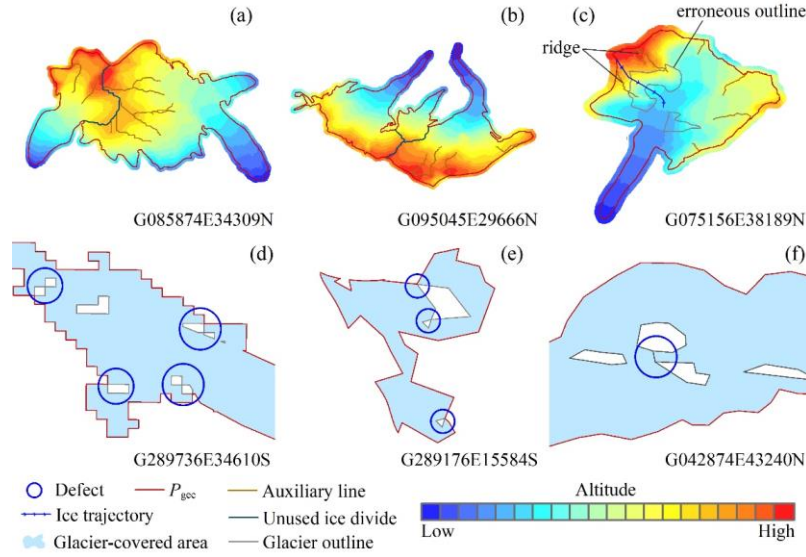 (a)
(b)
(c)
erroneous outline
ridge
G085874E34309N
G095045E29666N
G075156E38189N
(d)
(e)
(f)
G289736E34610S
G289176E15584S
G042874E43240N
Defect
P_gec
Auxiliary line
Altitude
Ice trajectory
Unused ice divide
Glacier-covered area
Glacier outline
Low
High